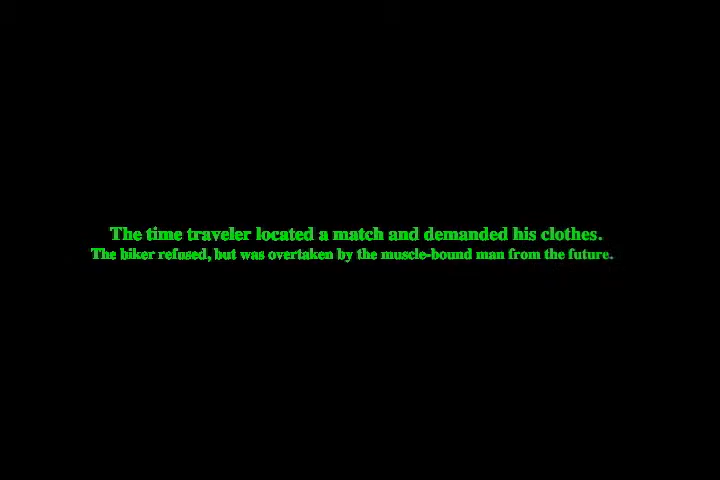 The time traveler located a match and demanded his clothes.
The biker refused, but was overtaken by the muscle-bound man from the future.